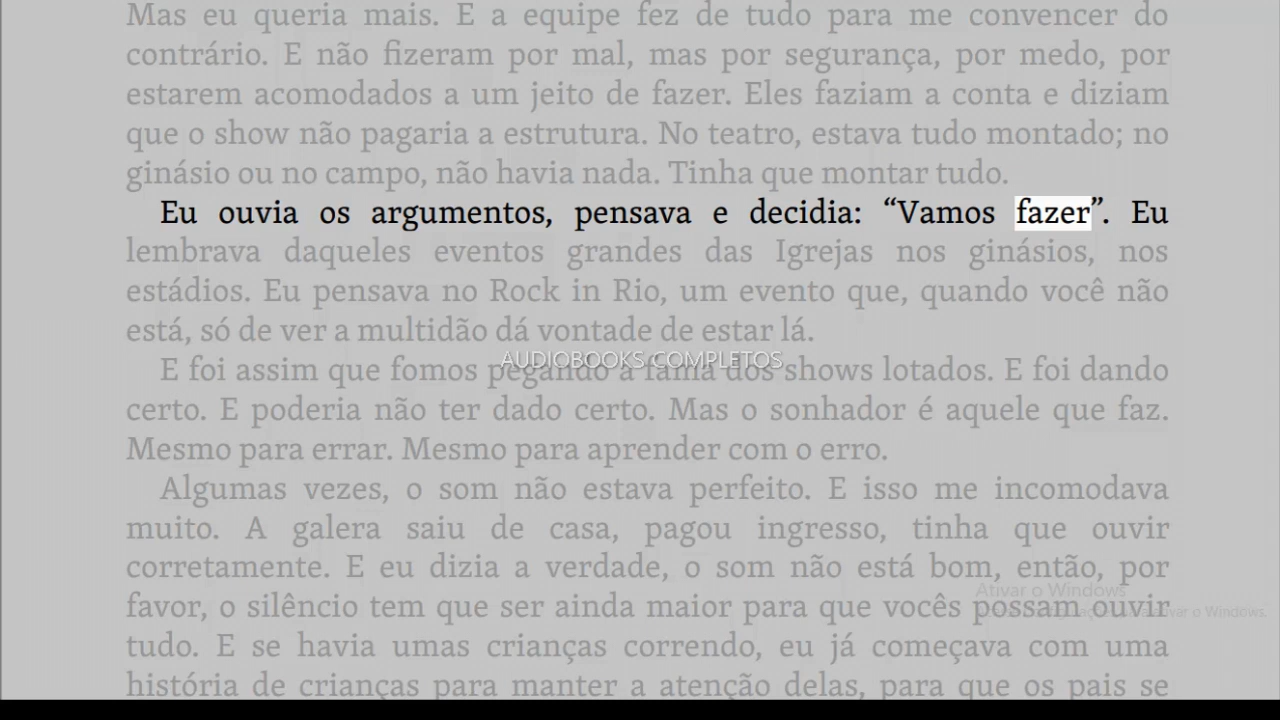 Mas eu queria mais. E a equipe fez de tudo para me convencer do
contrário. E não fizeram por mal, mas por segurança, por medo, por
estarem acomodados a um jeito de fazer. Eles faziam a conta e diziam
que o show não pagaria a estrutura. No teatro, estava tudo montado; no
ginásio ou no campo, não havia nada. Tinha que montar tudo.
Eu ouvia os argumentos, pensava e decidia: “Vamos fazer”. Eu
lembrava daqueles eventos grandes das Igrejas nos ginásios, nos
estádios. Eu pensava no Rock in Rio, um evento que, quando você não
está, só de ver a multidão dá vontade de estar lá.
AUDIOBOOKS COMPLETOS
E foi assim que fomos pegando a fama dos shows lotados. E foi dando
certo. E poderia não ter dado certo. Mas o sonhador é aquele que faz.
Mesmo para errar. Mesmo para aprender com o erro.
Algumas vezes, o som não estava perfeito. E isso me incomodava
muito. A galera saiu de casa, pagou ingresso, tinha que ouvir
corretamente. E eu dizia a verdade, o som não está bom, então, por
Ativar o Windows
favor, o silêncio tem que ser ainda maior para que vocês possam ouvir
ativar o Windows.
tudo. E se havia umas crianças correndo, eu já começava com uma
história de crianças para manter a atenção delas, para que os pais se